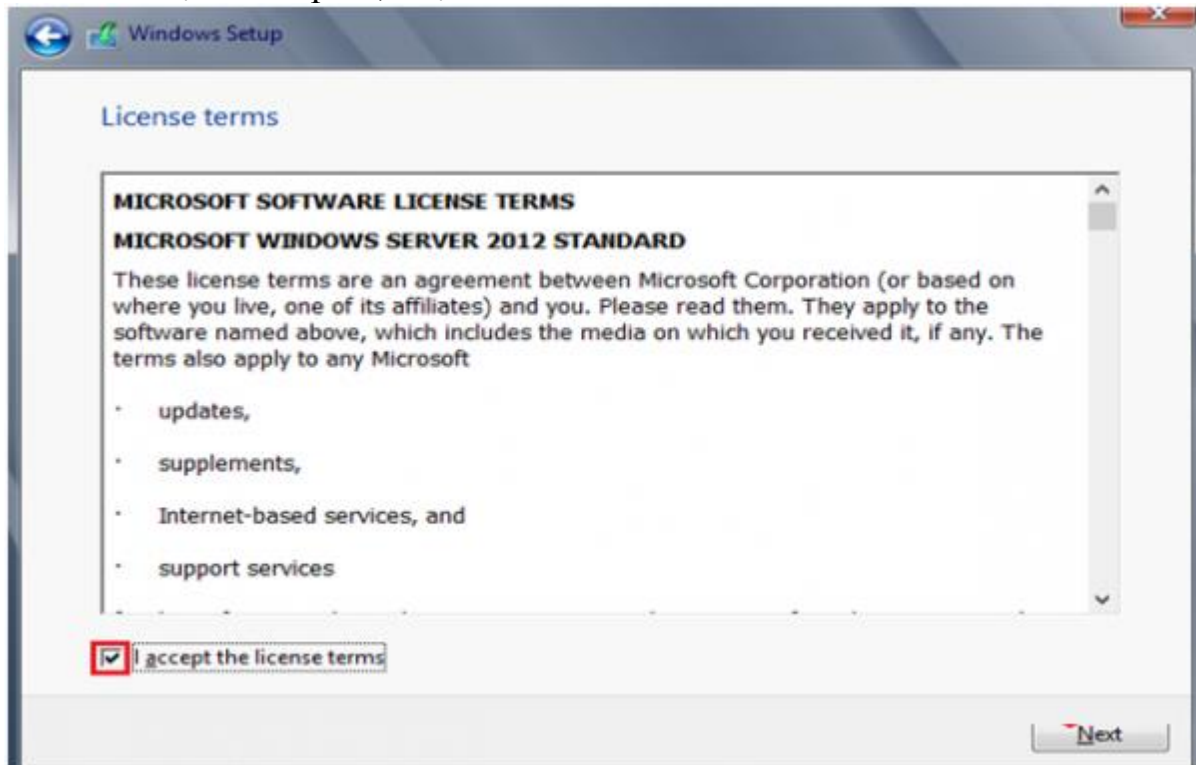 Windows Setup
License terms
MICROSOFT SOFTWARE LICENSE TERMS
MICROSOFT WINDOWS SERVER 2012 STANDARD
These license terms are an agreement between Microsoft Corporation (or based on
where you live, one of its affiliates) and you. Please read them. They apply to the
software named above, which includes the media on which you received it, if any. The
terms also apply to any Microsoft
· updates,
· supplements,
· Internet-based services, and
· support services
I accept the license terms
Next